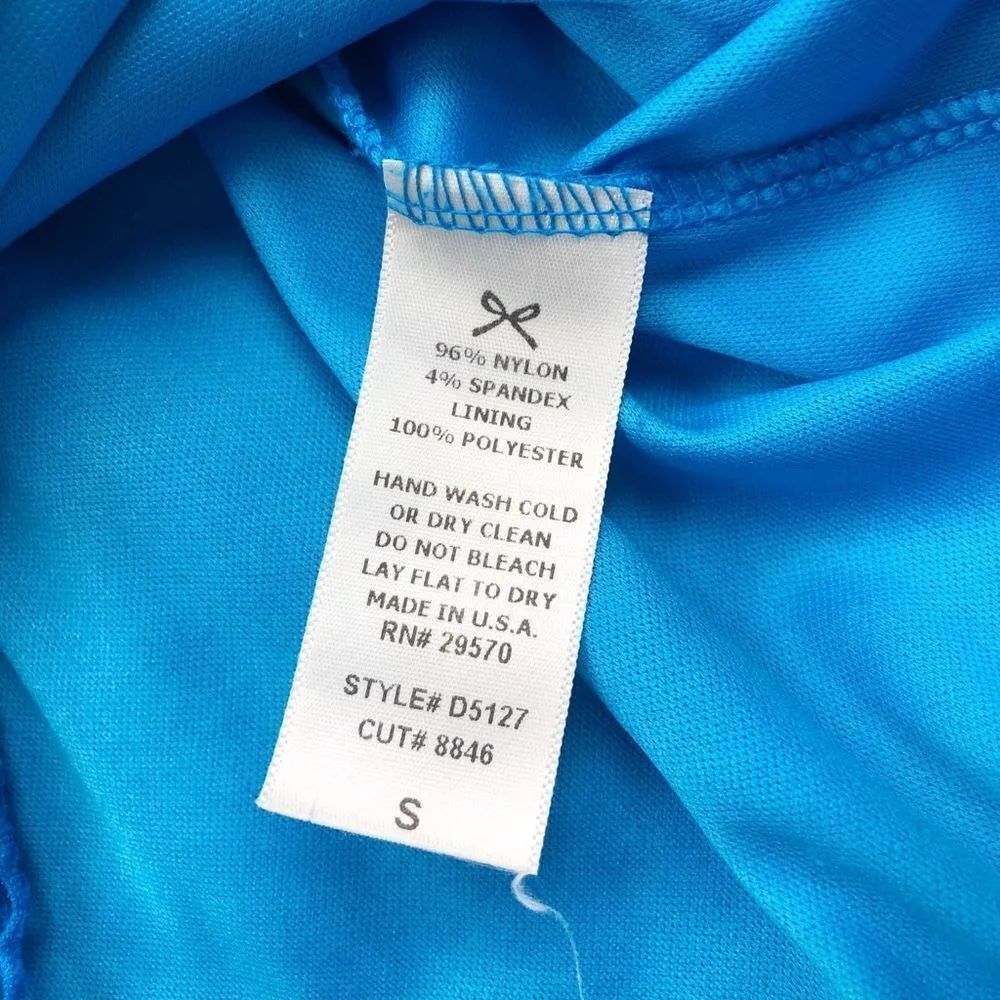 96% NYLON
4% SPANDEX
LINING
100% POLYESTER
HAND WASH COLD
OR DRY CLEAN
DO NOT BLEACH
LAY FLAT TO DRY
MADE IN U.S.A.
RN# 29570
STYLE# D5127
CUT# 8846
S